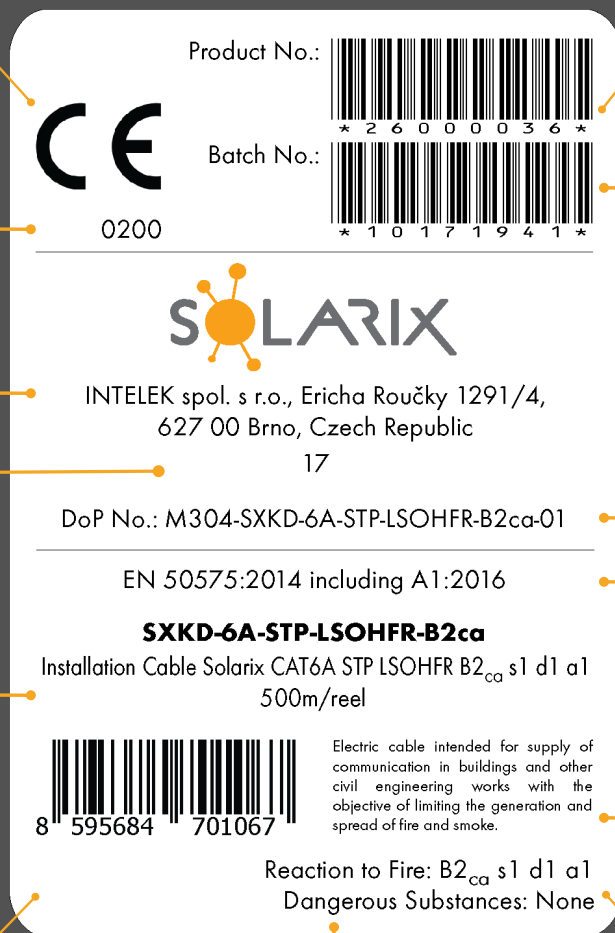 Product No.:
*26000036*
CE
Batch No.:
*10171941*
0200
SOLARIX
INTELEK spol. s r.o., Ericha Roučky 1291/4,
627 00 Brno, Czech Republic
17
DoP No.: M304-SXKD-6A-STP-LSOHFR-B2ca-01
EN 50575:2014 including A1:2016
SXKD-6A-STP-LSOHFR-B2ca
Installation Cable Solarix CAT6A STP LSOHFR B2ca s1 d1 a1
500m/reel
Electric cable intended for supply of
communication in buildings and other
civil engineering works with the
objective of limiting the generation and
spread of fire and smoke.
8 595684 701067
Reaction to Fire: B2ca s1 d1 a1
Dangerous Substances: None